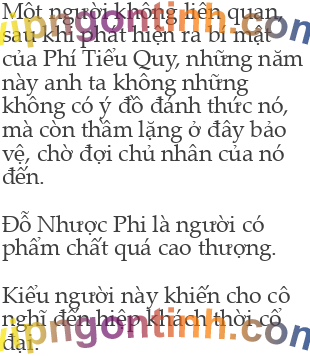 Một người không liên quan,
sau khi phát hiện ra bí mật
của Phí Tiểu Quy, những năm
này anh ta không những
không có ý đồ đánh thức nó,
mà còn thầm lặng ở đây bảo
vệ, chờ đợi chủ nhân của nó
đến.
Đỗ Nhược Phi là người có
phẩm chất quá cao thượng.
Kiểu người này khiến cho cô
nghĩ đến hiệp khách thời cổ
đại.
vipngontinh.com
vipngontinh.com